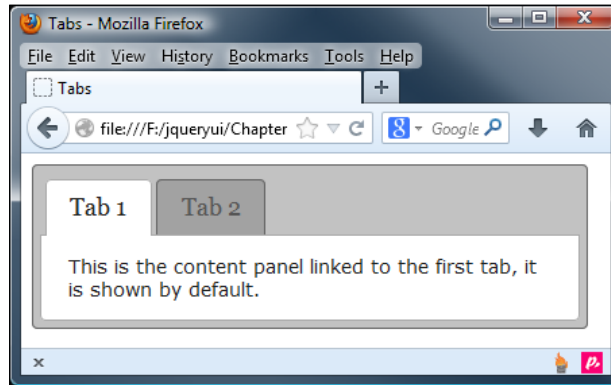 Tabs - Mozilla Firefox
File Edit View History Bookmarks Tools Help
Tabs
file:///F:/jqueryui/Chapter
8 Google
Tab 1 Tab 2
This is the content panel linked to the first tab, it
is shown by default.
x
p.